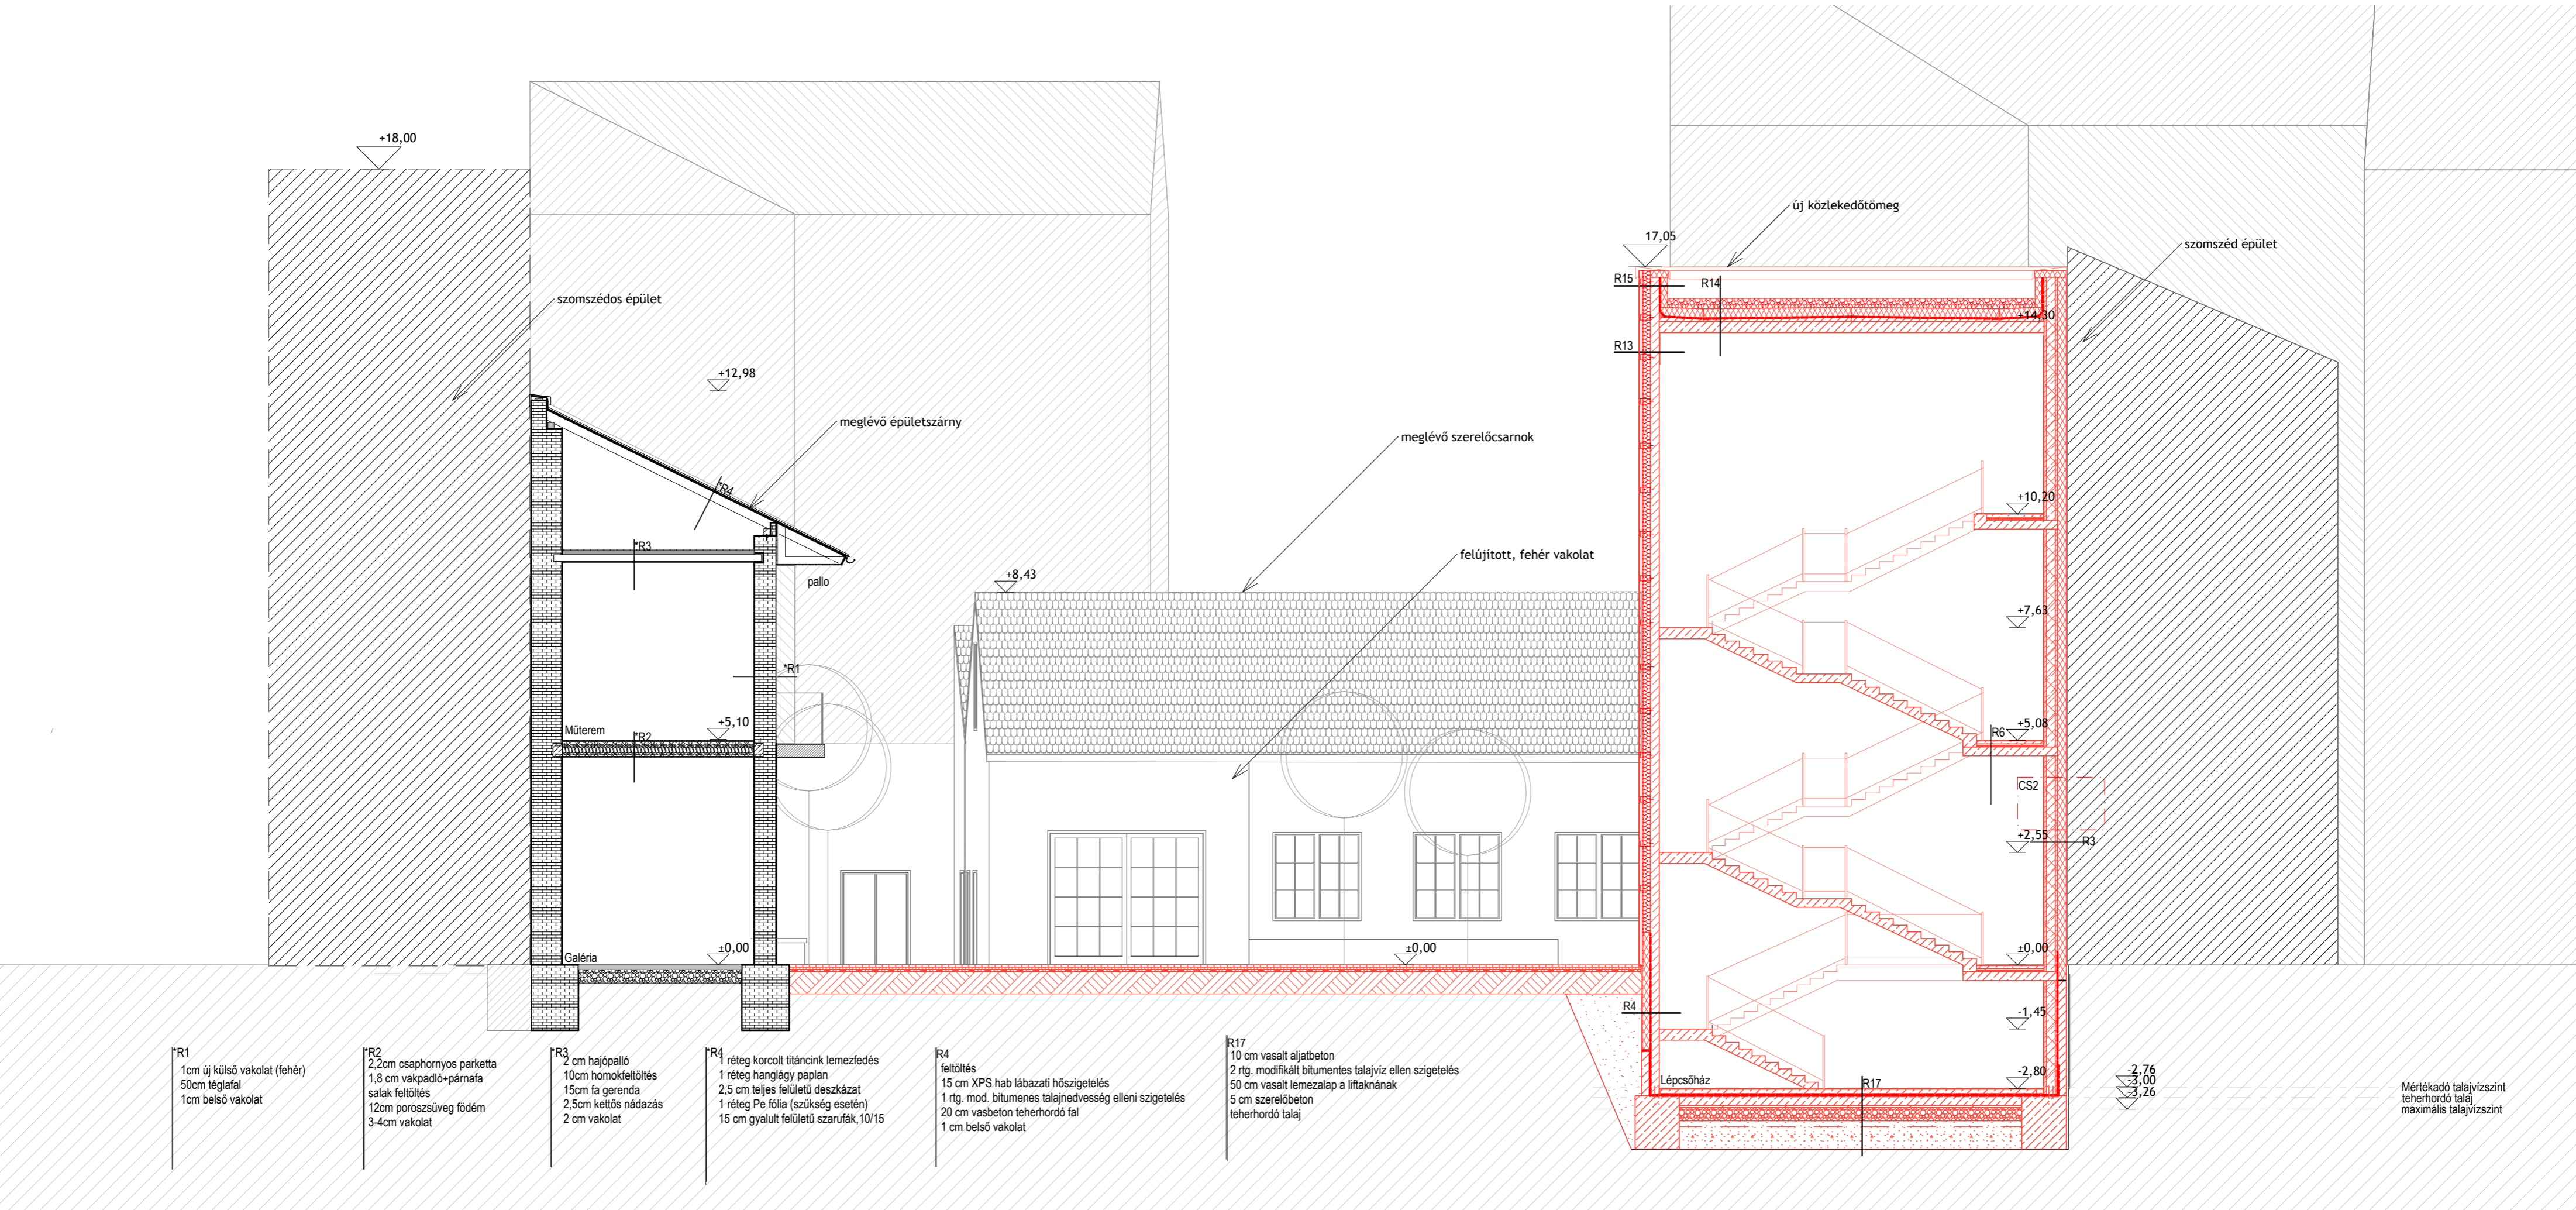 +18,00
új közlekedőtömeg
17,05
szomszéd épület
R15
R14
szomszédos épület
+14,30
R13
+12,98
meglévő épületszárny
meglévő szerelőcsarnok
*R4
+10,20
*R3
felújított, fehér vakolat
pallo
+8,43
+7,63
*R1
Műterem
+5,10
*R2
+5,08
R6
CS2
+2,55
R3
Galéria
±0,00
±0,00
±0,00
R4
-1,45
Lépcsőház
R17
-2,80
-2,76
-3,00
-3,26
Mértékadó talajvízszint
teherhordó talaj
maximális talajvízszint
*R1
1cm új külső vakolat (fehér)
50cm téglafal
1cm belső vakolat
*R2
2,2cm csaphornyos parketta
1,8 cm vakpadló+párnafa
salak feltöltés
12cm poroszsüveg födém
3-4cm vakolat
*R3
2 cm hajópalló
10cm homokfeltöltés
15cm fa gerenda
2,5cm kettős nádazás
2 cm vakolat
*R4
1 réteg korcolt titáncink lemezfedés
1 réteg hanglágy paplan
2,5 cm teljes felületű deszkázat
1 réteg Pe fólia (szükség esetén)
15 cm gyalult felületű szarufák,10/15
R4
feltöltés
15 cm XPS hab lábazati hőszigetelés
1 rtg. mod. bitumenes talajnedvesség elleni szigetelés
20 cm vasbeton teherhordó fal
1 cm belső vakolat
R17
10 cm vasalt aljatbeton
2 rtg. modifikált bitumentes talajvíz ellen szigetelés
50 cm vasalt lemezalap a liftaknának
5 cm szerelőbeton
teherhordó talaj